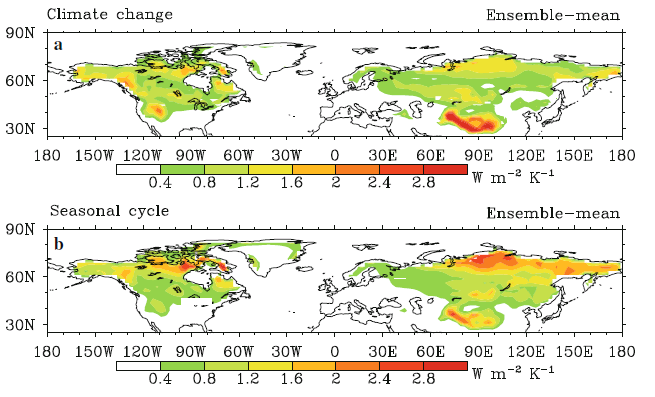 Climate change Ensemble-mean
90N
a
60N
30N
180 150W 120W 90W 60W 30W 0 30E 60E 90E 120E 150E 180
0.4 0.8 1.2 1.6 2 2.4 2.8 W m−2 K−1
Seasonal cycle Ensemble-mean
90N
b
60N
30N
180 150W 120W 90W 60W 30W 0 30E 60E 90E 120E 150E 180
0.4 0.8 1.2 1.6 2 2.4 2.8 W m−2 K−1